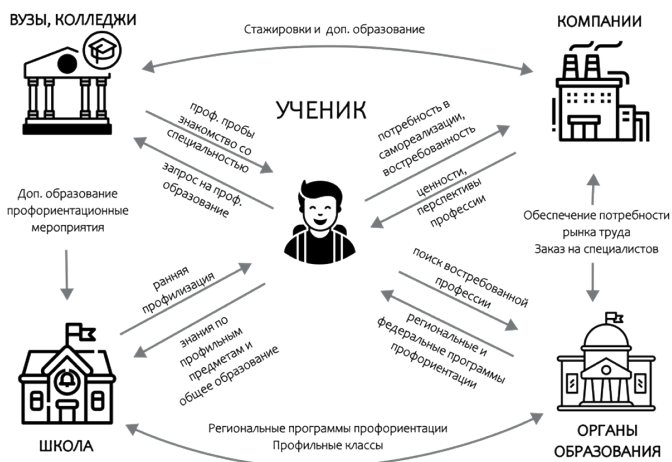 ВУЗЫ, КОЛЛЕДЖИ
Стажировки и доп. образование
КОМПАНИИ
УЧЕНИК
проф. пробы
знакомство со
специальностью
запрос на проф.
образование
потребность в
самореализации,
востребованность
ценности,
перспективы
профессии
Доп. образование
профориентационные
мероприятия
Обеспечение потребности
рынка труда
Заказ на специалистов
ранняя
профилизация
знания по
профильным
предметам и
общее образование
поиск востребованной
профессии
региональные и
федеральные программы
профориентации
ШКОЛА
Региональные программы профориентации
Профильные классы
ОРГАНЫ
ОБРАЗОВАНИЯ